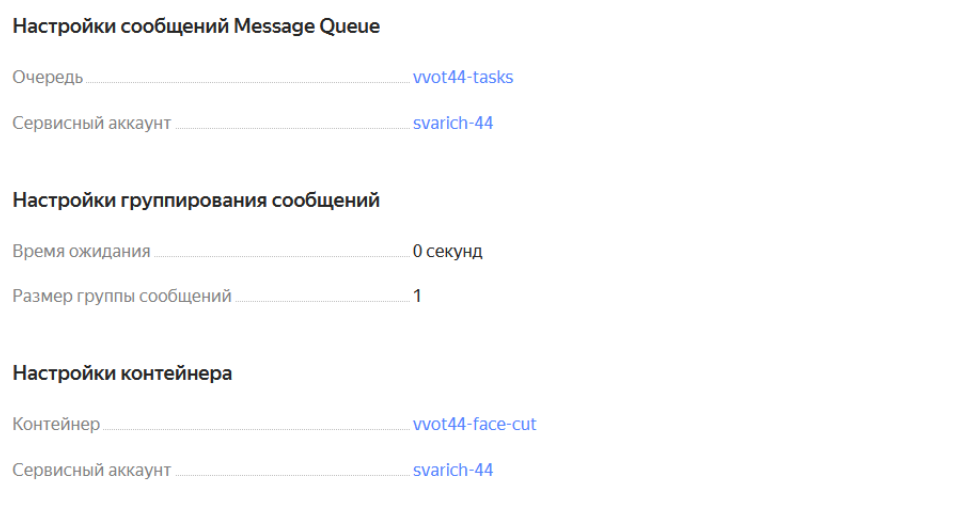 Настройки сообщений Message Queue
Очередь vvot44-tasks
Сервисный аккаунт svarich-44
Настройки группирования сообщений
Время ожидания 0 секунд
Размер группы сообщений 1
Настройки контейнера
Контейнер vvot44-face-cut
Сервисный аккаунт svarich-44